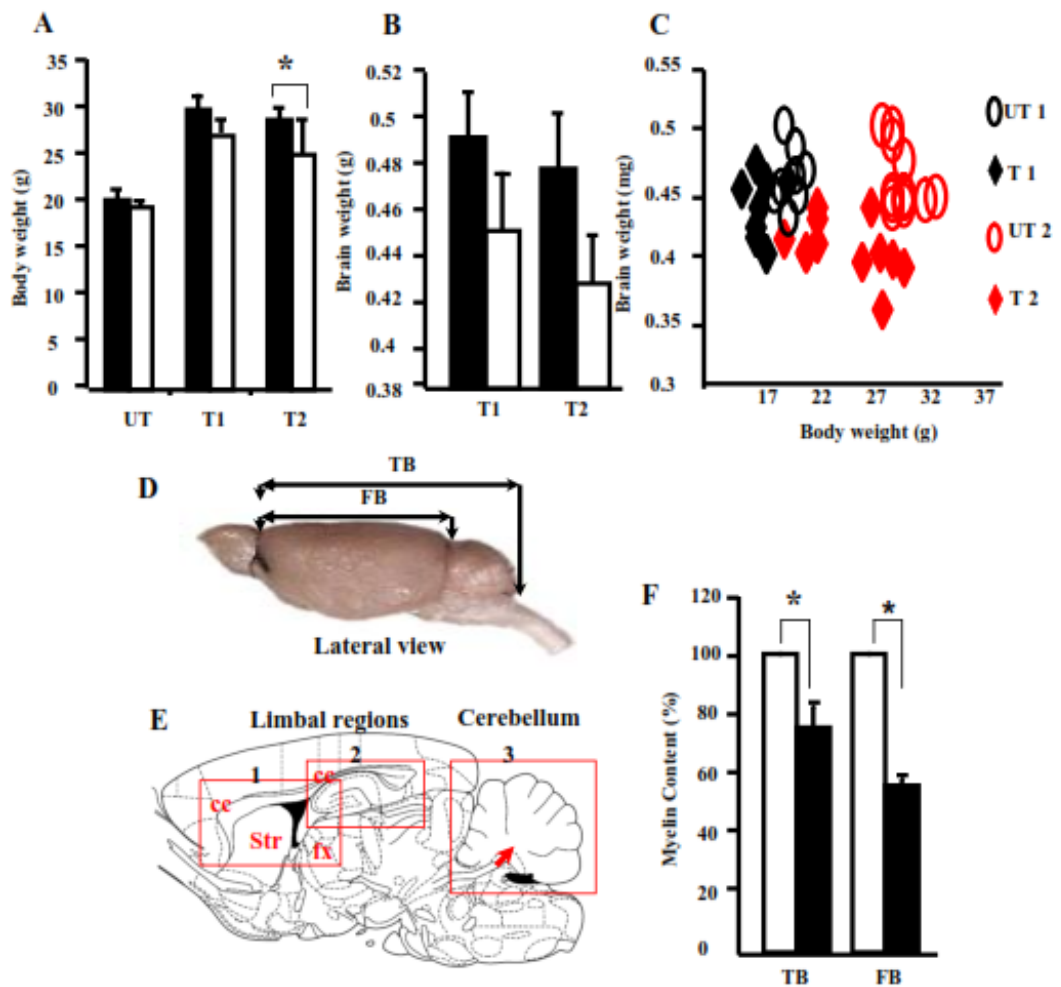 A
Body weight (g)
35
30
25
20
15
10
5
0
*
UT
T1
T2
B
Brain weight (g)
0.52
0.5
0.48
0.46
0.44
0.42
0.4
0.38
T1
T2
C
Brain weight (mg)
0.55
0.5
0.45
0.4
0.35
0.3
17
22
27
32
37
Body weight (g)
UT 1
T 1
UT 2
T 2
D
TB
FB
Lateral view
E
Limbal regions
Cerebellum
1
2
3
cc
cc
Str
fx
F
Myelin Content (%)
120
100
80
60
40
20
0
*
*
TB
FB